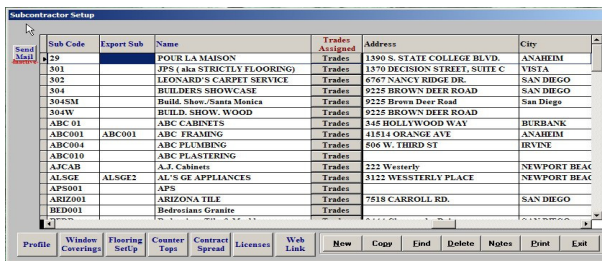 Subcontractor Setup
Send Mail
Sub Code Export Sub Name Trades Assigned Address City
29 POUR LA MAISON Trades 1390 S. STATE COLLEGE BLVD. ANAHEIM
301 JPS ( aka STRICTLY FLOORING) Trades 1370 DECISION STREET, SUITE C VISTA
302 LEONARD'S CARPET SERVICE Trades 6767 NANCY RIDGE DR. SAN DIEGO
304 BUILDERS SHOWCASE Trades 9225 BROWN DEER ROAD SAN DIEGO
304SM Build. Show./Santa Monica Trades 9225 Brown Deer Road San Diego
304W BUILD. SHOW. WOOD Trades 9225 BROWN DEER ROAD
ABC 01 ABC CABINETS Trades 345 HOLLYWOOD WAY BURBANK
ABC001 ABC001 ABC FRAMING Trades 41514 ORANGE AVE ANAHEIM
ABC004 ABC PLUMBING Trades 506 W. THIRD ST IRVINE
ABC010 ABC PLASTERING Trades
AJCAB A.J. Cabinets Trades 222 Westerly NEWPORT BEAC
ALSGE ALSGE2 AL'S GE APPLIANCES Trades 3122 WESSTERLY PLACE NEWPORT BEAC
APS001 APS Trades
ARIZ001 ARIZONA TILE Trades 7518 CARROLL RD. SAN DIEGO
BED001 Bedrosians Granite Trades
Profile Window Coverings Flooring SetUp Counter Tops Contract Spread Licenses Web Link New Copy Find Delete Notes Print Exit